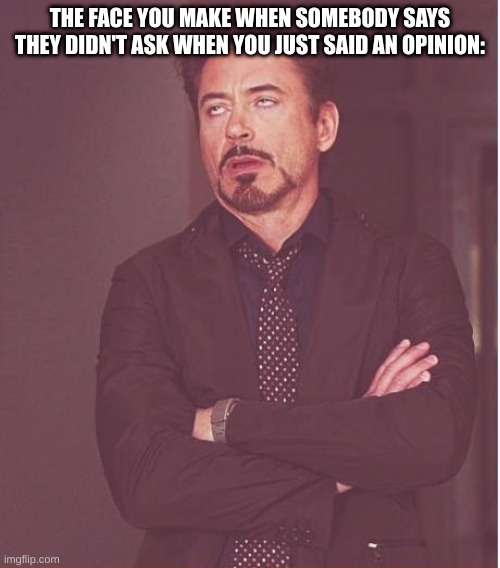 THE FACE YOU MAKE WHEN SOMEBODY SAYS
THEY DIDN'T ASK WHEN YOU JUST SAID AN OPINION:
imgflip.com